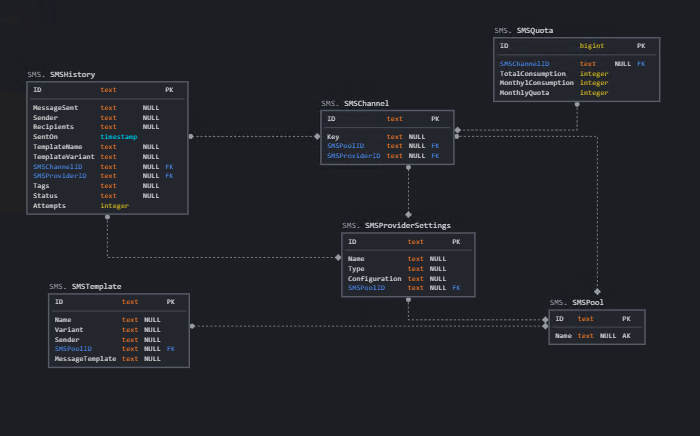 SMS. SMSQuota
ID bigint PK
SMSChannelID text NULL FK
TotalConsumption integer
MonthylConsumption integer
MonthlyQuota integer
SMS. SMSHistory
ID text PK
MessageSent text NULL
Sender text NULL
Recipients text NULL
SentOn timestamp
TemplateName text NULL
TemplateVariant text NULL
SMSChannelID text NULL FK
SMSProviderID text NULL FK
Tags text NULL
Status text NULL
Attempts integer
SMS. SMSChannel
ID text PK
Key text NULL
SMSPoolID text NULL FK
SMSProviderID text NULL FK
SMS. SMSProviderSettings
ID text PK
Name text NULL
Type text NULL
Configuration text NULL
SMSPoolID text NULL FK
SMS. SMSTemplate
ID text PK
Name text NULL
Variant text NULL
Sender text NULL
SMSPoolID text NULL FK
MessageTemplate text NULL
SMS. SMSPool
ID text PK
Name text NULL AK